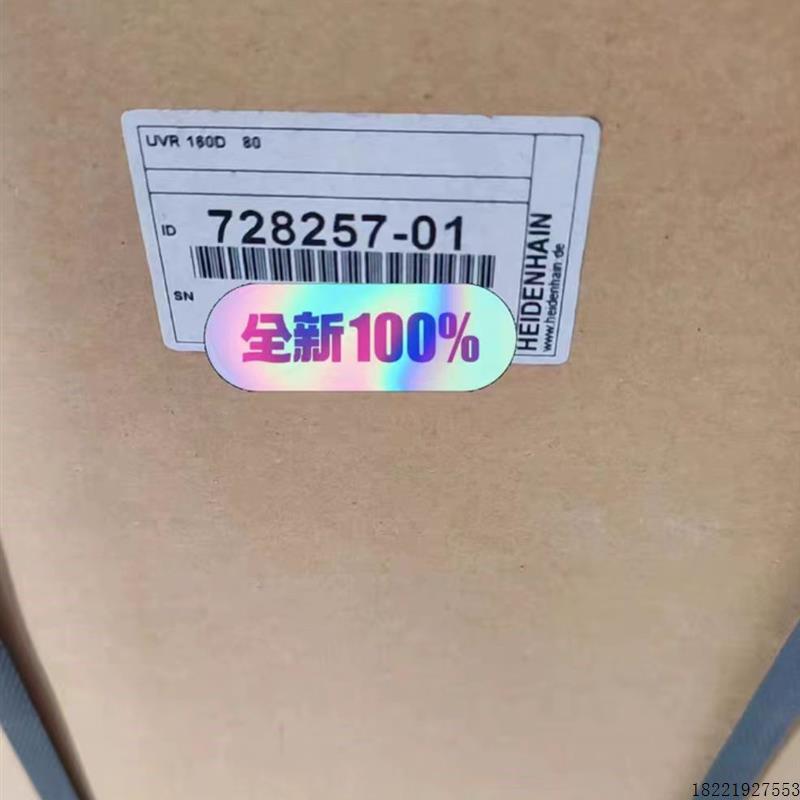 UVR 160D 80
ID 728257-01
SN
全新100%
HEIDENHAIN
www.heidenhain.de
18221927553